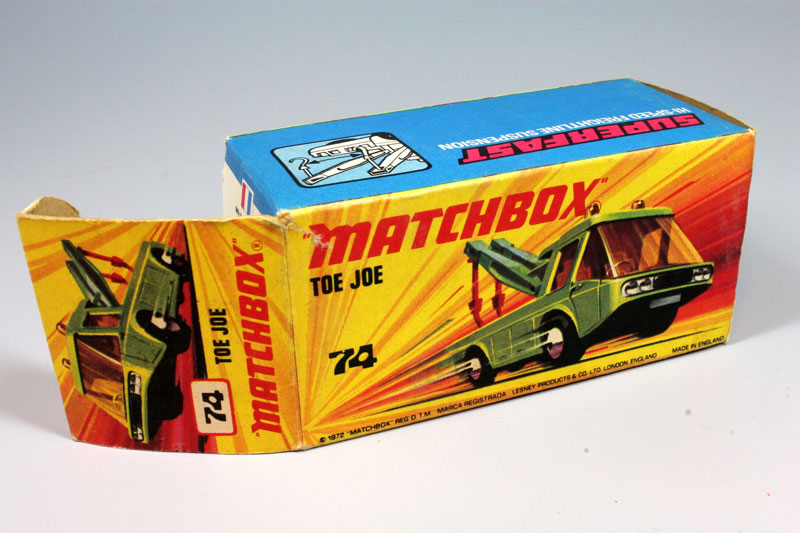 SUPERFAST
HI-SPEED FREIGHTLINE SUSPENSION
"MATCHBOX"
TOE JOE
74
© 1972 "MATCHBOX" REG'D T.M. MARCA REGISTRADA LESNEY PRODUCTS & CO. LTD. LONDON, ENGLAND
MADE IN ENGLAND
"MATCHBOX"®
TOE JOE
74